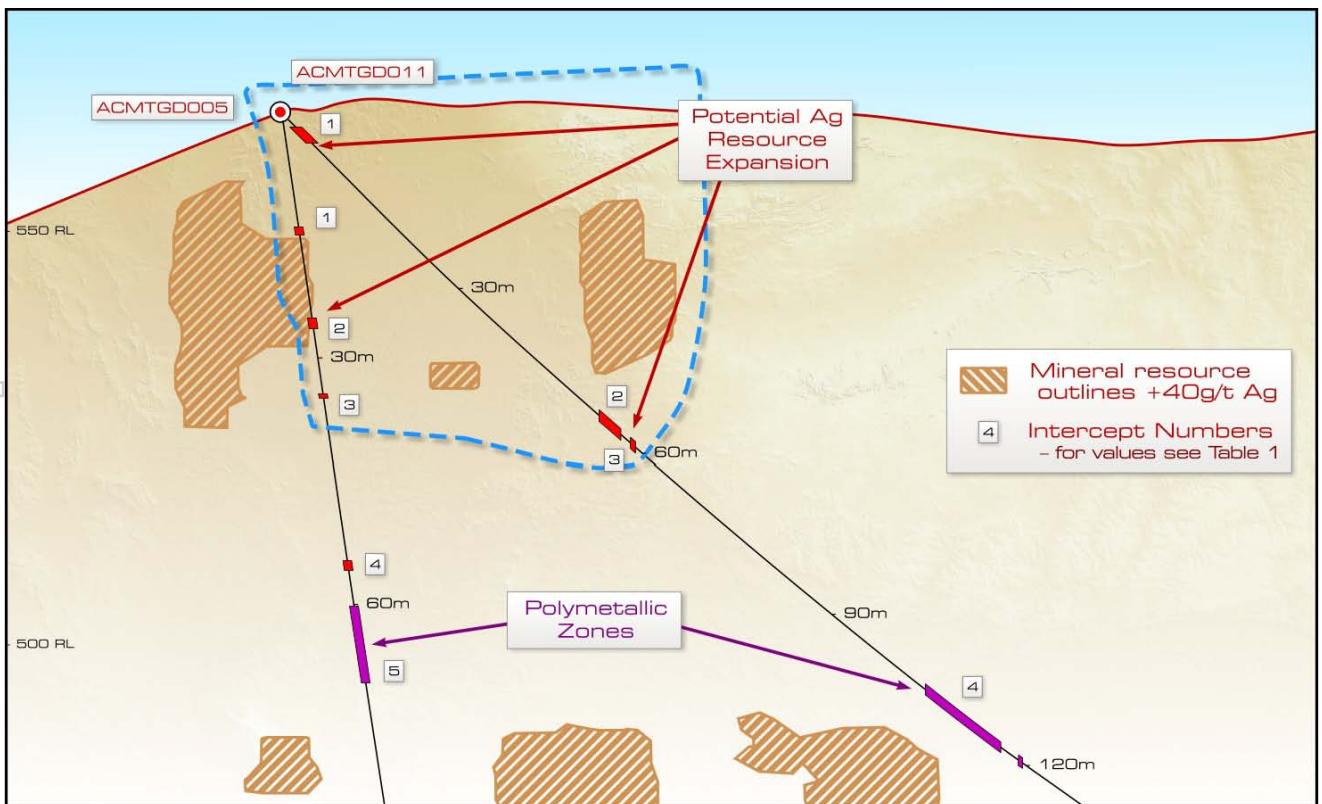 ACMTGD011
ACMTGD005
1
Potential Ag
Resource
Expansion
1
550 RL
30m
2
30m
2
3
3
60m
Mineral resource
outlines +40g/t Ag
4
Intercept Numbers
- for values see Table 1
4
60m
Polymetallic
Zones
90m
500 RL
5
4
120m